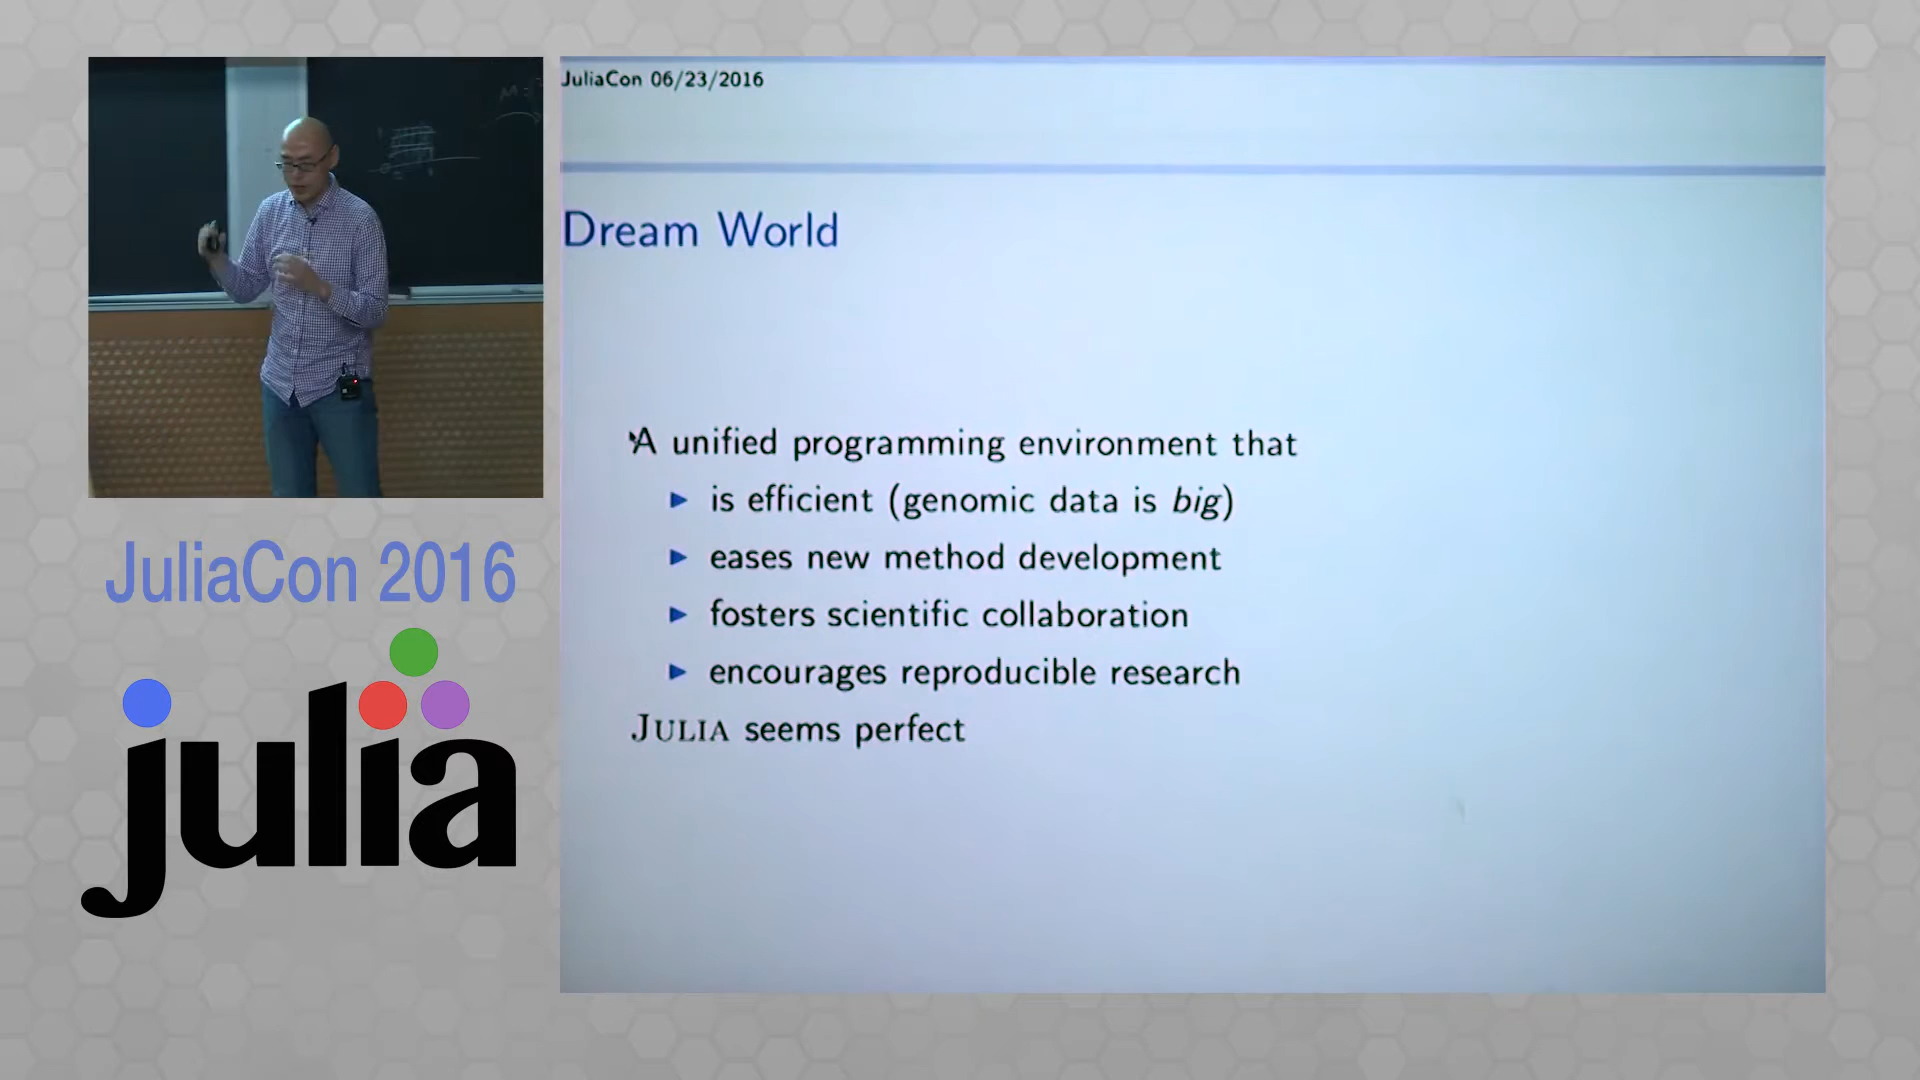 JuliaCon 06/23/2016
Dream World
A unified programming environment that
▶ is efficient (genomic data is big)
▶ eases new method development
▶ fosters scientific collaboration
▶ encourages reproducible research
JULIA seems perfect
JuliaCon 2016
julia